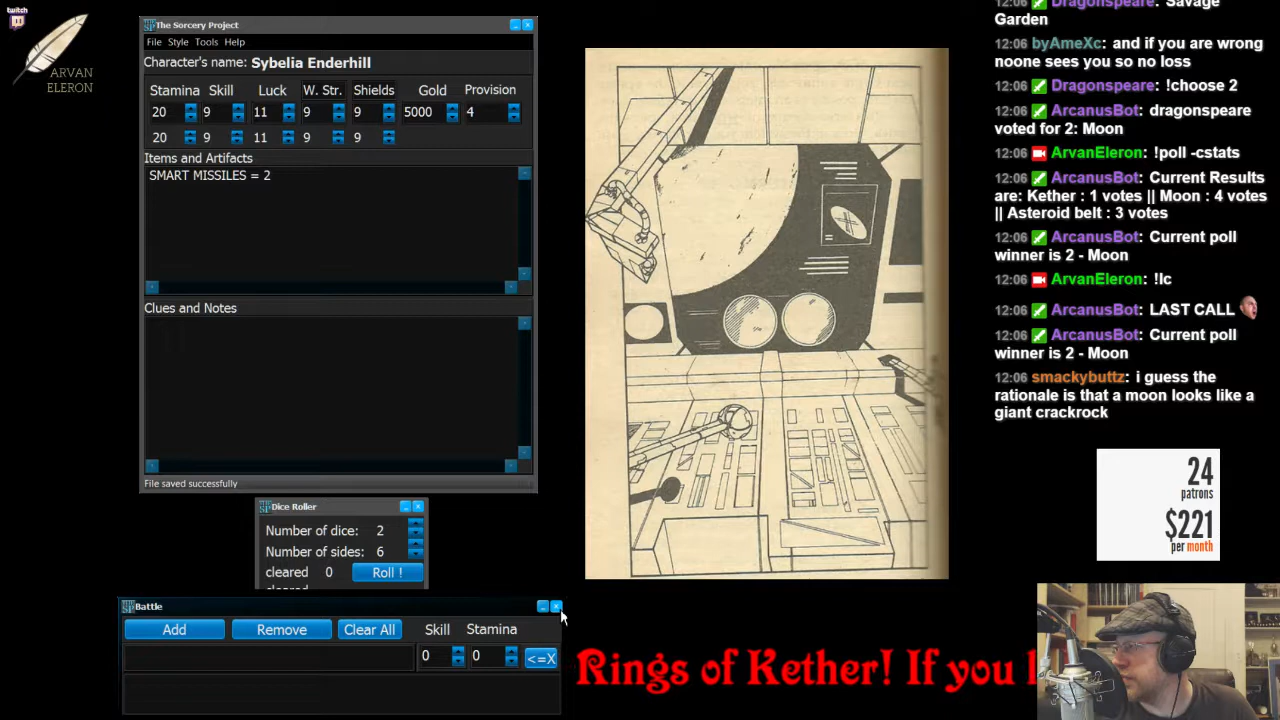 twitch
ARVAN
ELERON
The Sorcery Project
File Style Tools Help
Character's name: Sybelia Enderhill
Stamina Skill Luck W. Str. Shields Gold Provision
20 9 11 9 9 5000 4
20 9 11 9 9
Items and Artifacts
SMART MISSILES = 2
Clues and Notes
File saved successfully
Dice Roller
Number of dice: 2
Number of sides: 6
cleared 0 Roll !
Battle
Add Remove Clear All Skill Stamina
0 0 <=X
Rings of Kether! If you
Dragonspeare: Savage
Garden
12:06 byAmeXc: and if you are wrong
noone sees you so no loss
12:06 Dragonspeare: !choose 2
12:06 ArcanusBot: dragonspeare
voted for 2: Moon
12:06 ArvanEleron: !poll -cstats
12:06 ArcanusBot: Current Results
are: Kether : 1 votes || Moon : 4 votes
|| Asteroid belt : 3 votes
12:06 ArcanusBot: Current poll
winner is 2 - Moon
12:06 ArvanEleron: !lc
12:06 ArcanusBot: LAST CALL
12:06 ArcanusBot: Current poll
winner is 2 - Moon
12:06 smackybuttz: i guess the
rationale is that a moon looks like a
giant crackrock
24
patrons
$221
per month